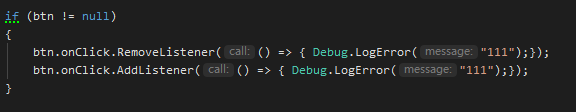 if (btn != null)
{
btn.onClick.RemoveListener( call: () => { Debug.LogError( message: "111");});
btn.onClick.AddListener( call: () => { Debug.LogError( message: "111");});
}